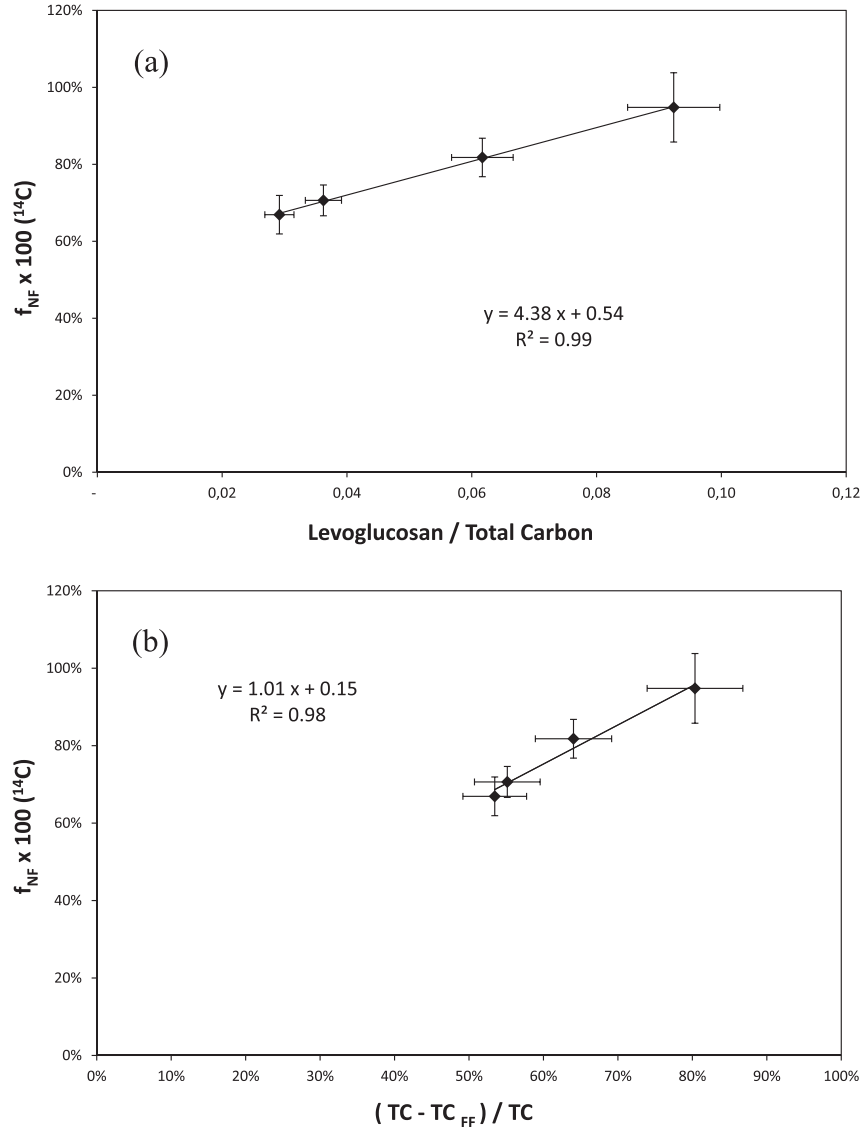 120%
(a)
100%
80%
60%
40%
20%
0%
f NF x 100 (¹⁴C)
y = 4.38 x + 0.54
R² = 0.99
- 0,02 0,04 0,06 0,08 0,10 0,12
Levoglucosan / Total Carbon
120%
(b)
100%
80%
60%
40%
20%
0%
f NF x 100 (¹⁴C)
y = 1.01 x + 0.15
R² = 0.98
0% 10% 20% 30% 40% 50% 60% 70% 80% 90% 100%
( TC - TC FF ) / TC